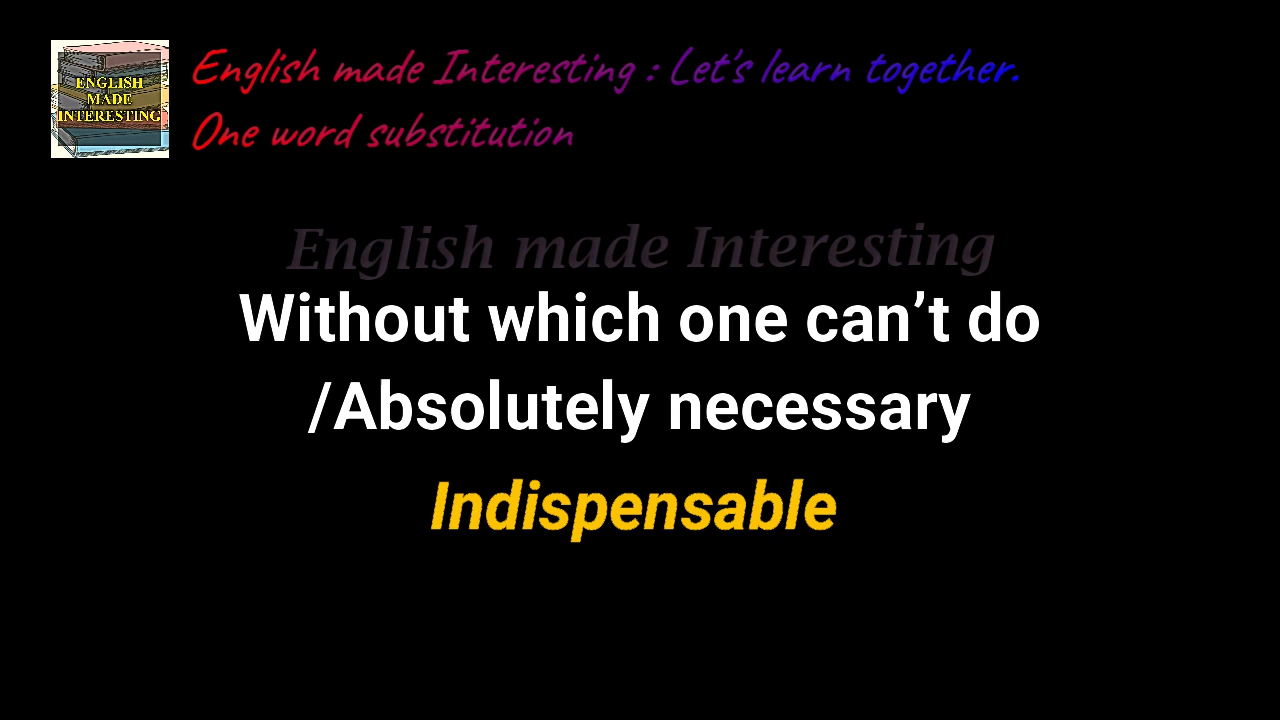 ENGLISH
MADE
INTERESTING
English made Interesting : Let's learn together.
One word substitution
English made Interesting
Without which one can’t do
/Absolutely necessary
Indispensable